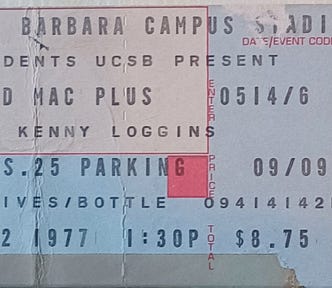 BARBARA CAMPUS STADI
DATE/EVENT CODE
DENTS UCSB PRESENT
D MAC PLUS ENTER 0514/6
KENNY LOGGINS
S.25 PARKING PRICE 09/09
IVES/BOTTLE 09414142
2 1977 1:30P TOTAL $8.75